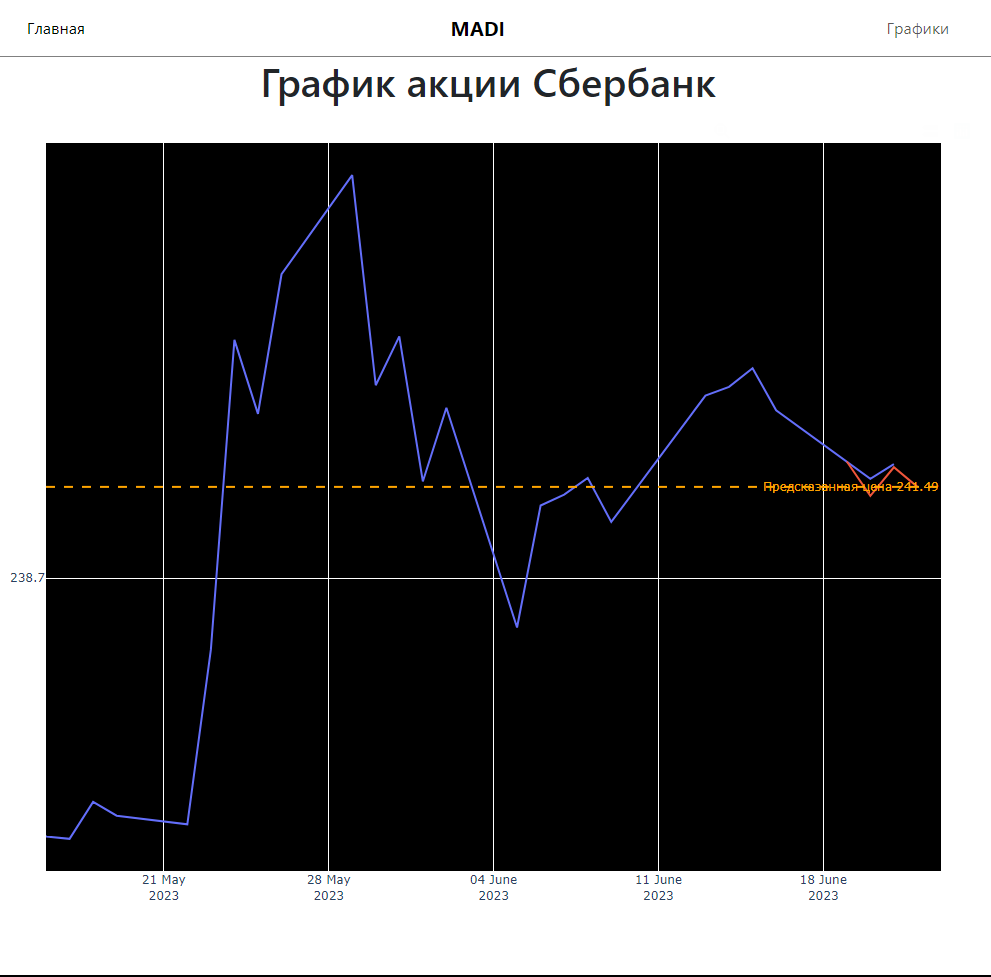 Главная
MADI
Графики
График акции Сбербанк
Предсказанная цена 241.49
238.7
21 May
2023
28 May
2023
04 June
2023
11 June
2023
18 June
2023